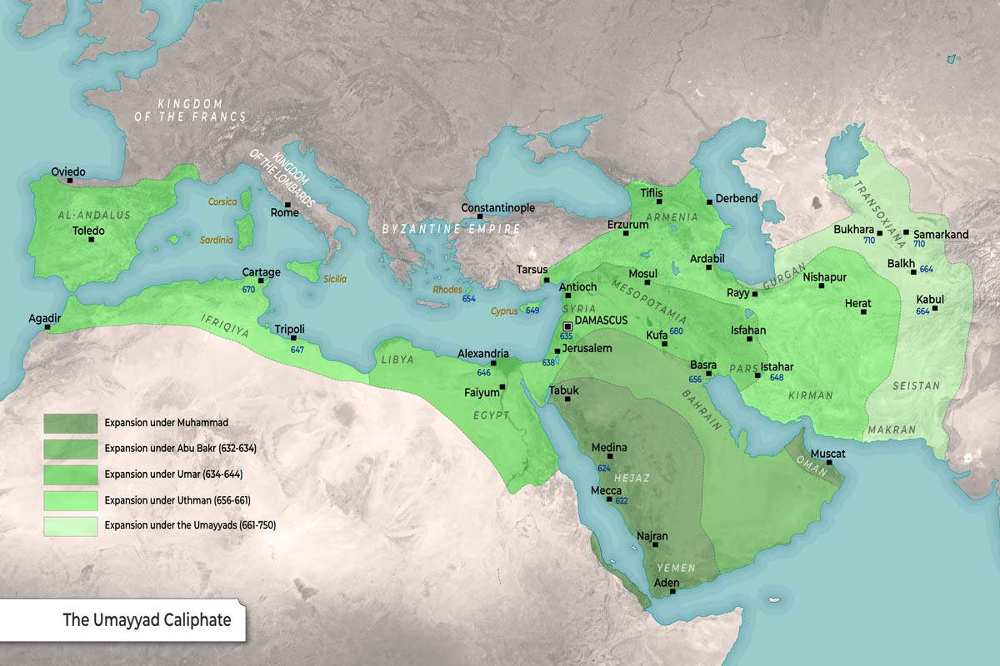 KINGDOM
OF THE FRANCS
KINGDOM
OF THE LOMBARDS
Oviedo
AL-ANDALUS
Toledo
Corsica
Sardinia
Rome
Sicilia
Constantinople
BYZANTINE EMPIRE
Tiflis
ARMENIA
Derbend
Erzurum
Ardabil
TRANSOXIANA
Bukhara
710
Samarkand
710
Balkh
664
Kabul
664
GURGAN
Nishapur
Herat
Rayy
Cartage
670
Agadir
IFRIQIYA
Tripoli
647
Rhodes
654
Cyprus
649
Tarsus
Antioch
SYRIA
Mosul
MESOPOTAMIA
DAMASCUS
635
Kufa
680
Isfahan
Jerusalem
638
LIBYA
Alexandria
646
Faiyum
EGYPT
Tabuk
Basra
656
PARS
Istahar
648
KIRMAN
SEISTAN
MAKRAN
BAHRAIN
Medina
624
HEJAZ
Mecca
622
Muscat
OMAN
Najran
YEMEN
Aden
Expansion under Muhammad
Expansion under Abu Bakr (632-634)
Expansion under Umar (634-644)
Expansion under Uthman (656-661)
Expansion under the Umayyads (661-750)
The Umayyad Caliphate